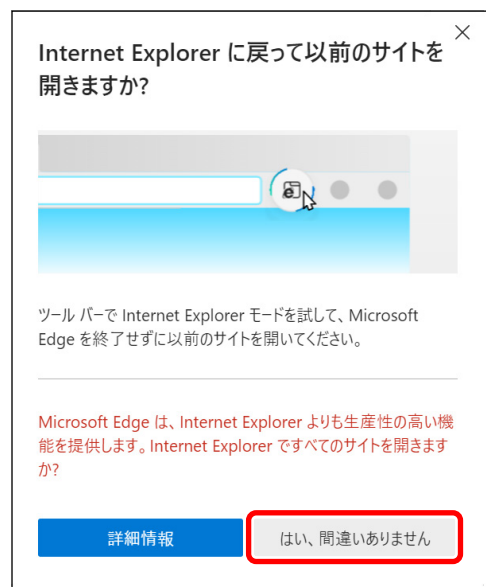 Internet Explorer に戻って以前のサイトを
開きますか?
ツール バーで Internet Explorer モードを試して、Microsoft
Edge を終了せずに以前のサイトを開いてください。
Microsoft Edge は、Internet Explorer よりも生産性の高い機
能を提供します。Internet Explorer ですべてのサイトを開きます
か?
詳細情報
はい、間違いありません